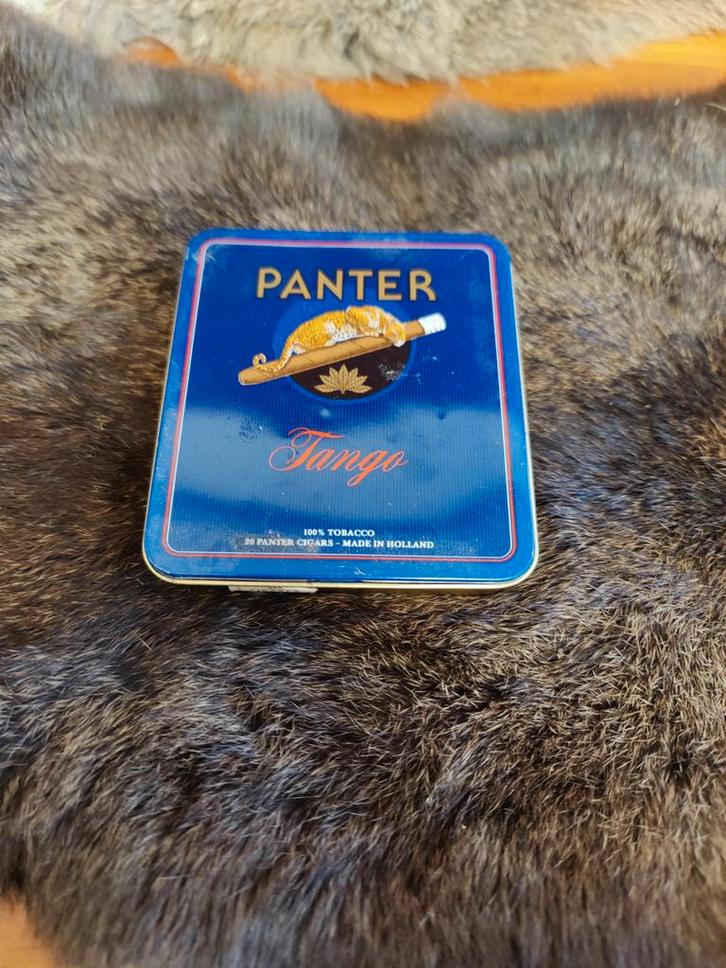 PANTER
Tango
100% TOBACCO
20 PANTER CIGARS - MADE IN HOLLAND